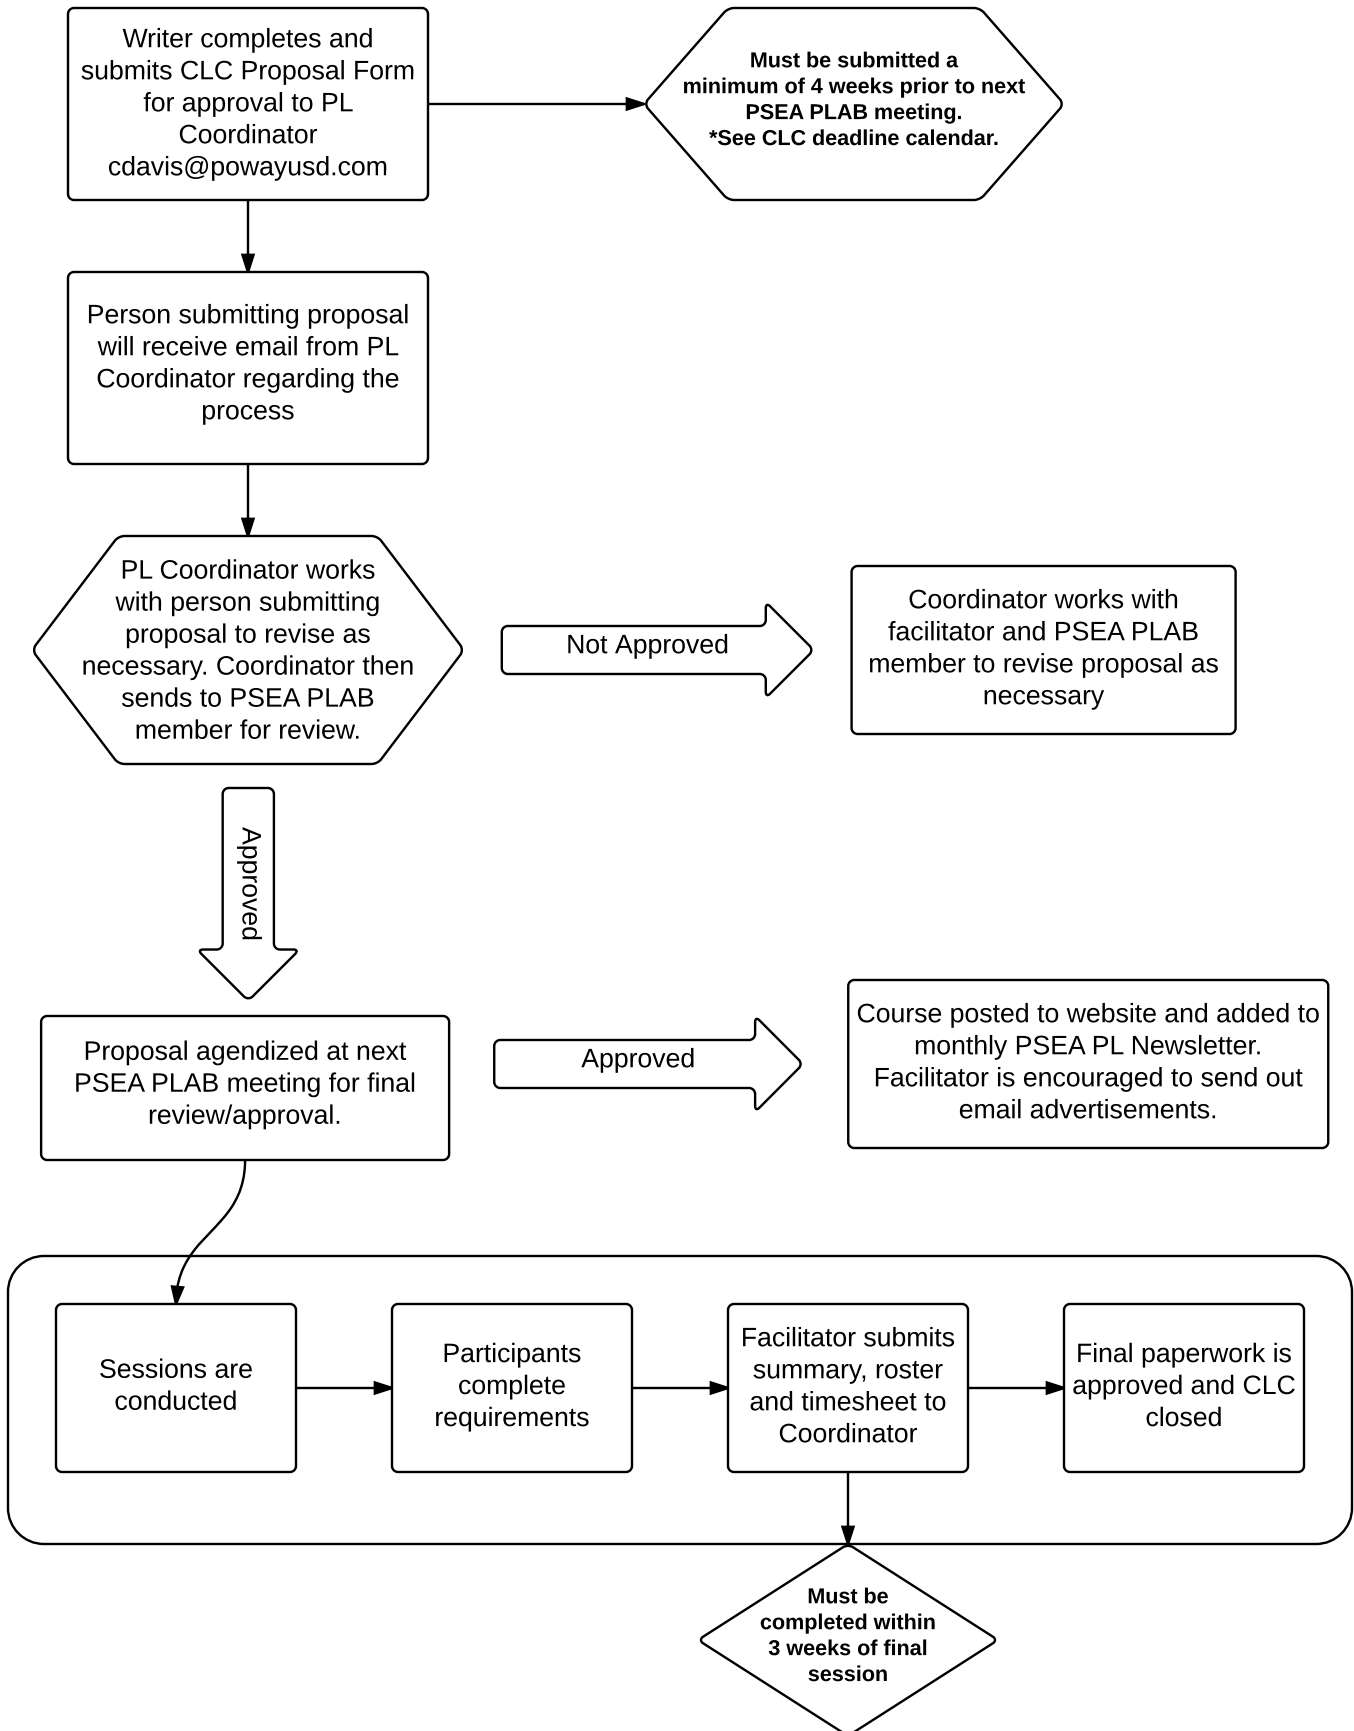 Writer completes and
submits CLC Proposal Form
for approval to PL
Coordinator
cdavis@powayusd.com
Must be submitted a
minimum of 4 weeks prior to next
PSEA PLAB meeting.
*See CLC deadline calendar.
Person submitting proposal
will receive email from PL
Coordinator regarding the
process
PL Coordinator works
with person submitting
proposal to revise as
necessary. Coordinator then
sends to PSEA PLAB
member for review.
Not Approved
Coordinator works with
facilitator and PSEA PLAB
member to revise proposal as
necessary
Approved
Proposal agendized at next
PSEA PLAB meeting for final
review/approval.
Approved
Course posted to website and added to
monthly PSEA PL Newsletter.
Facilitator is encouraged to send out
email advertisements.
Sessions are
conducted
Participants
complete
requirements
Facilitator submits
summary, roster
and timesheet to
Coordinator
Final paperwork is
approved and CLC
closed
Must be
completed within
3 weeks of final
session